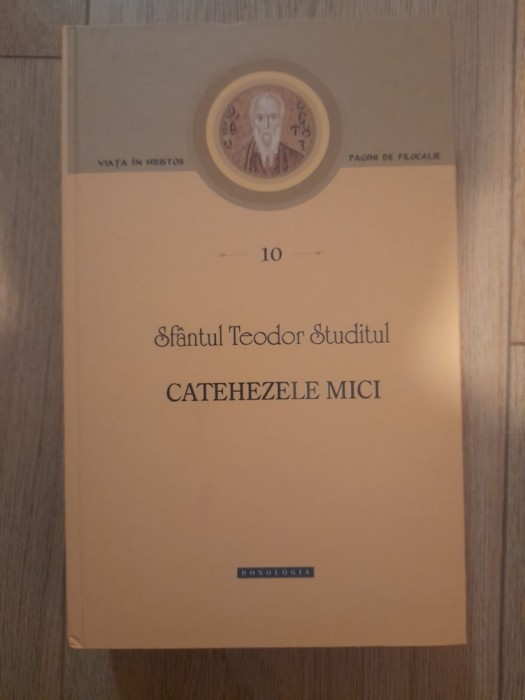 VIAȚA ÎN HRISTOS
PAGINI DE FILOCALIE
10
Sfântul Teodor Studitul
CATEHEZELE MICI
DOXOLOGIA